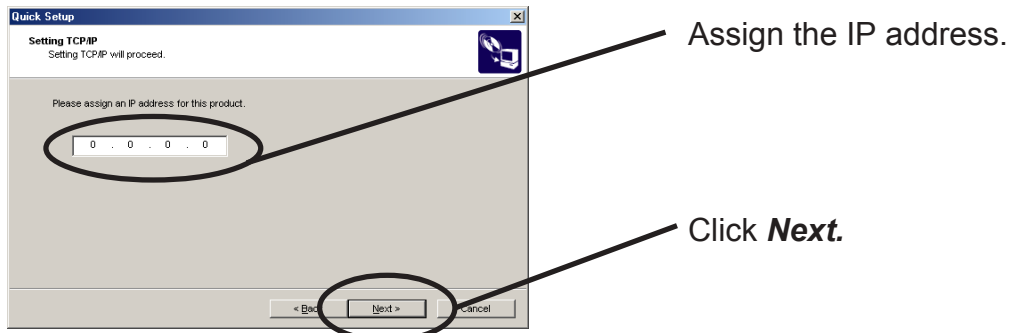 Quick Setup
Setting TCP/IP
Setting TCP/IP will proceed.
Assign the IP address.
Please assign an IP address for this product.
0 . 0 . 0 . 0
Click Next.
Next >
Cancel